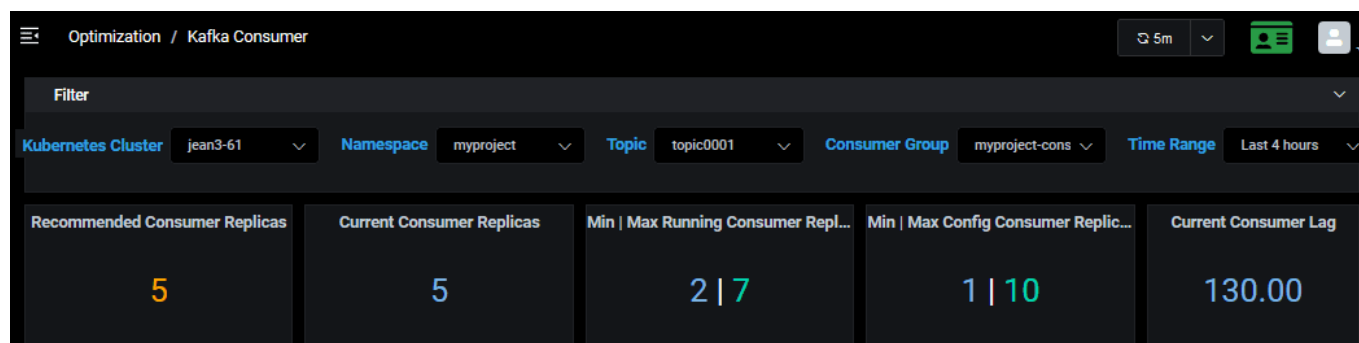 Optimization / Kafka Consumer
5m
Filter
Kubernetes Cluster jean3-61 Namespace myproject Topic topic0001 Consumer Group myproject-cons Time Range Last 4 hours
Recommended Consumer Replicas Current Consumer Replicas Min | Max Running Consumer Repl... Min | Max Config Consumer Replic... Current Consumer Lag
5 5 2 | 7 1 | 10 130.00